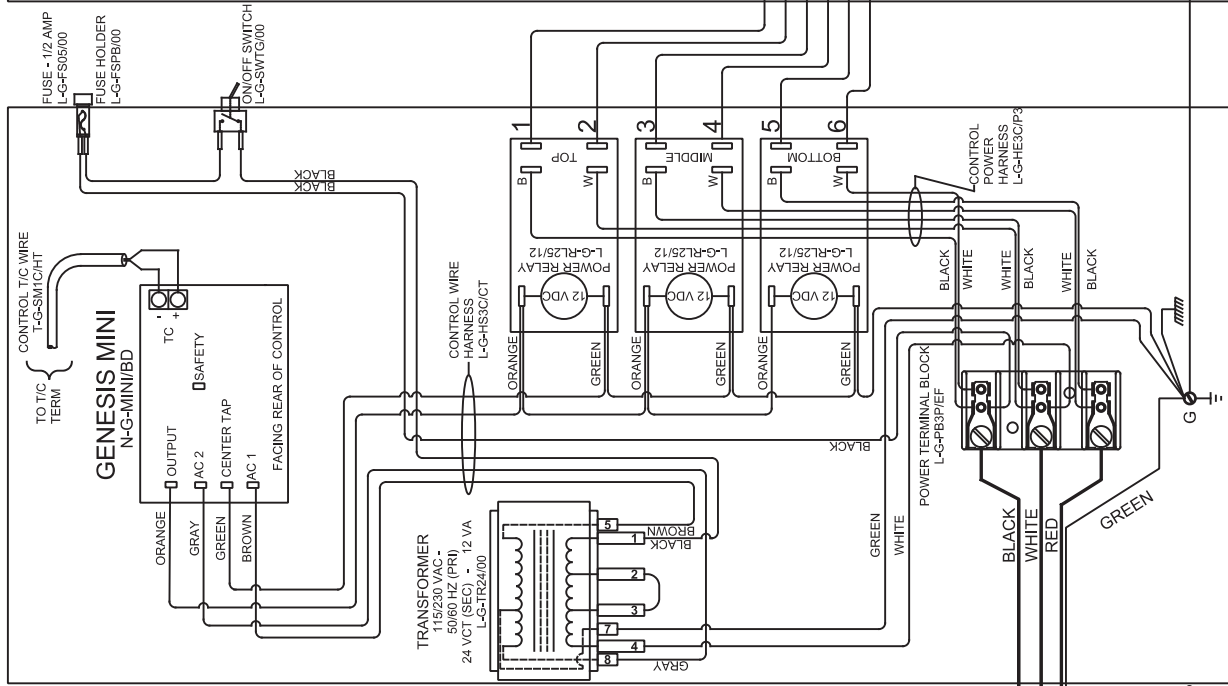 FUSE - 1/2 AMP
L-G-FS05/00
FUSE HOLDER
L-G-FSPB/00
ON/OFF SWITCH
L-G-SWTG/00
BLACK
BLACK
CONTROL T/C WIRE
T-G-SM1C/HT
TO T/C
TERM
GENESIS MINI
N-G-MINI/BD
- +
TC
SAFETY
OUTPUT
AC 2
CENTER TAP
AC 1
FACING REAR OF CONTROL
ORANGE
GRAY
GREEN
BROWN
CONTROL WIRE
HARNESS
L-G-HS3C/CT
1
2
3
4
5
6
TOP
MIDDLE
BOTTOM
B
W
B
W
B
W
POWER RELAY
L-G-RL25/12
POWER RELAY
L-G-RL25/12
POWER RELAY
L-G-RL25/12
12 VDC
12 VDC
12 VDC
ORANGE
GREEN
ORANGE
GREEN
ORANGE
GREEN
CONTROL
POWER
HARNESS
L-G-HE3C/P3
BLACK
WHITE
WHITE
BLACK
WHITE
BLACK
BLACK
POWER TERMINAL BLOCK
L-G-PB3P/EF
TRANSFORMER
115/230 VAC -
50/60 HZ (PRI)
24 VCT (SEC) - 12 VA
L-G-TR24/00
5
1
2
3
7
4
8
BROWN
BLACK
GRAY
GREEN
WHITE
BLACK
WHITE
RED
GREEN
G